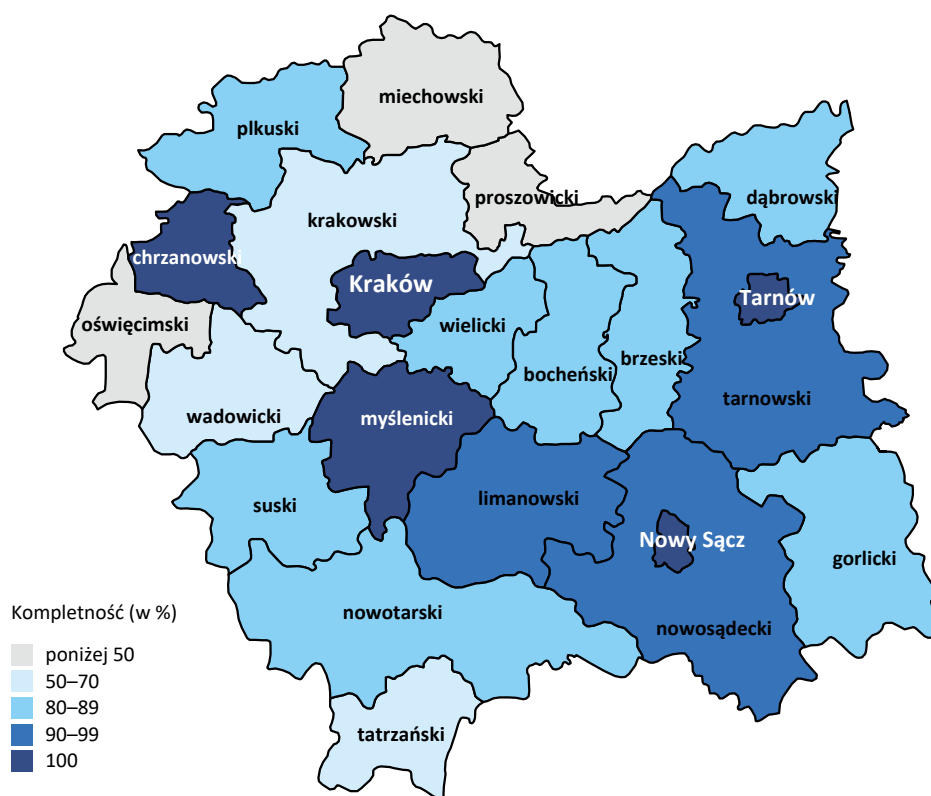 miechowski
plkuski
proszowicki
dąbrowski
krakowski
chrzanowski
Kraków
Tarnów
oświęcimski
wielicki
brzeski
bocheński
tarnowski
wadowicki
myślenicki
limanowski
suski
Nowy Sącz
gorlicki
nowotarski
nowosądecki
tatrzański
Kompletność (w %)
poniżej 50
50–70
80–89
90–99
100